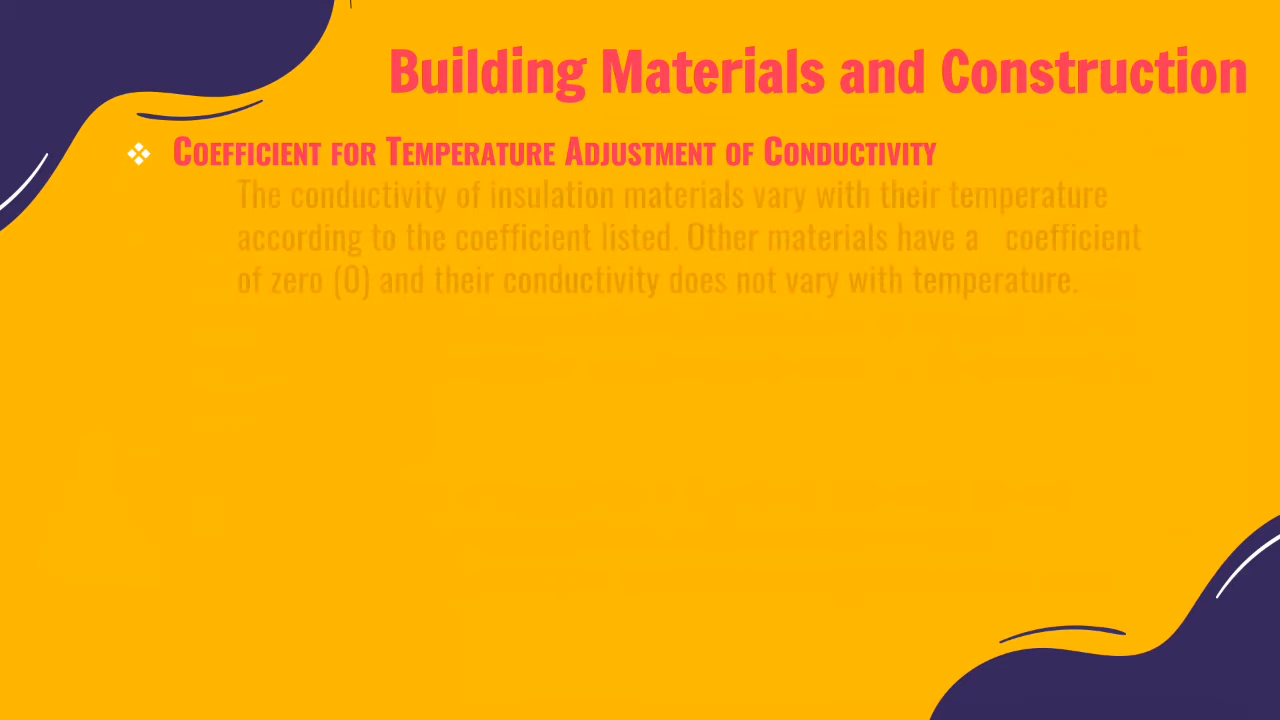 Building Materials and Construction
Coefficient for Temperature Adjustment of Conductivity
The conductivity of insulation materials vary with their temperature
according to the coefficient listed. Other materials have a coefficient
of zero (0) and their conductivity does not vary with temperature.